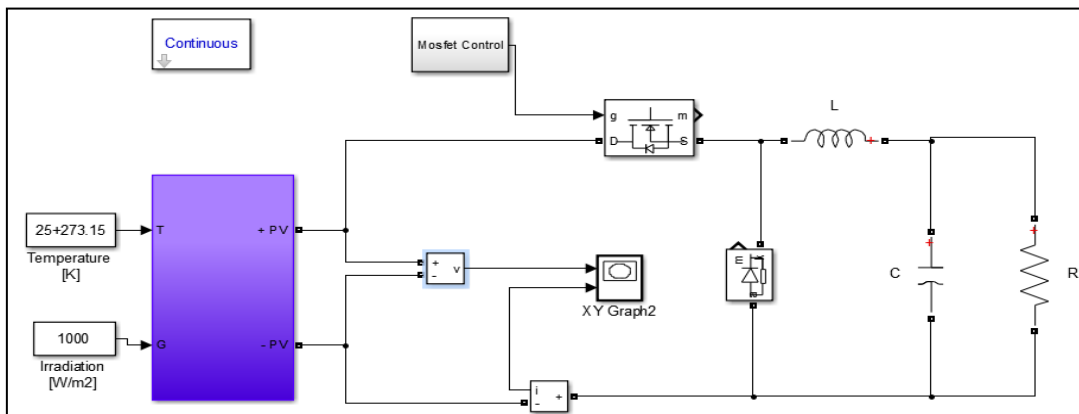 Continuous
Mosfet Control
g
m
D
S
L
25+273.15
Temperature
[K]
T
+ PV
+
-
v
m
C
R
XY Graph2
1000
Irradiation
[W/m2]
G
- PV
i
-
+